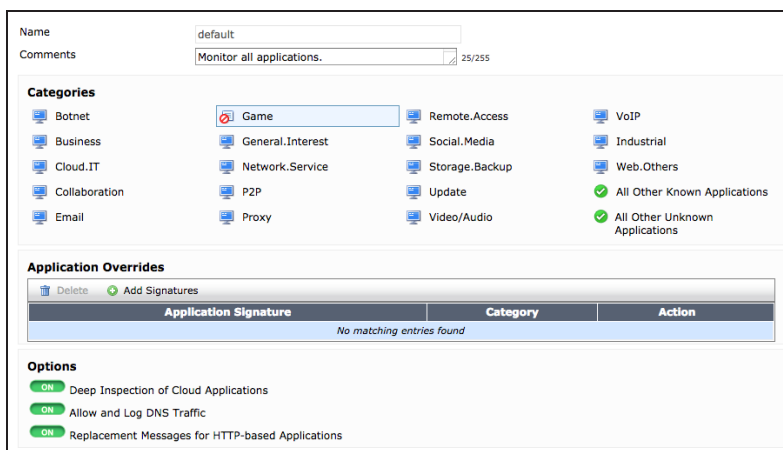 Name default
Comments Monitor all applications. 25/255
Categories
Botnet Game Remote.Access VoIP
Business General.Interest Social.Media Industrial
Cloud.IT Network.Service Storage.Backup Web.Others
Collaboration P2P Update All Other Known Applications
Email Proxy Video/Audio All Other Unknown
Applications
Application Overrides
Delete Add Signatures
Application Signature Category Action
No matching entries found
Options
ON Deep Inspection of Cloud Applications
ON Allow and Log DNS Traffic
ON Replacement Messages for HTTP-based Applications